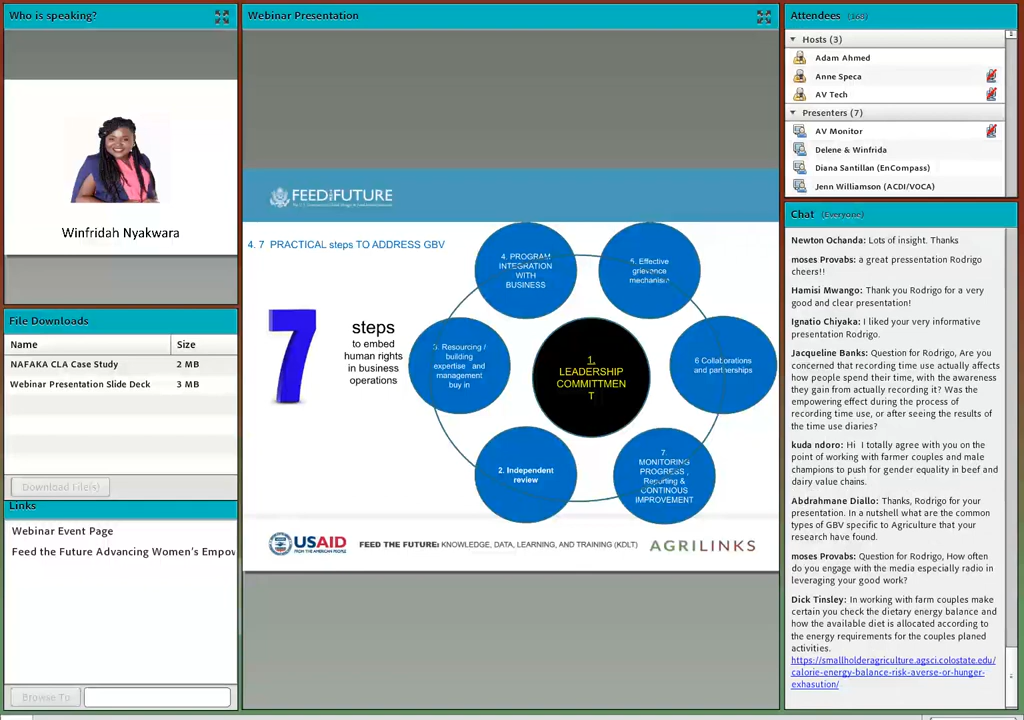 Who is speaking?
Winfridah Nyakwara
File Downloads
Name Size
NAFAKA CLA Case Study 2 MB
Webinar Presentation Slide Deck 3 MB
Download File(s)
Links
Webinar Event Page
Feed the Future Advancing Women's Empov
Browse To
Webinar Presentation
FEED THE FUTURE
4. 7 PRACTICAL steps TO ADDRESS GBV
7
steps
to embed
human rights
in business
operations
1.
LEADERSHIP
COMMITTMEN
T
2. Independent
review
3. Resourcing /
building
expertise and
management
buy in
4. PROGRAM
INTEGRATION
WITH
BUSINESS
5. Effective
grievance
mechanism
6 Collaborations
and partnerships
7.
MONITORING
PROGRESS ,
Reporting &
CONTINOUS
IMPROVEMENT
USAID
FROM THE AMERICAN PEOPLE
FEED THE FUTURE: KNOWLEDGE, DATA, LEARNING, AND TRAINING (KDLT)
AGRILINKS
Attendees (168)
Hosts (3)
Adam Ahmed
Anne Speca
AV Tech
Presenters (7)
AV Monitor
Delene & Winfrida
Diana Santillan (EnCompass)
Jenn Williamson (ACDI/VOCA)
Chat (Everyone)
Newton Ochanda: Lots of insight. Thanks
moses Provabs: a great presentation Rodrigo
cheers!!
Hamisi Mwango: Thank you Rodrigo for a very
good and clear presentation!
Ignatio Chiyaka: I liked your very informative
presentation Rodrigo.
Jacqueline Banks: Question for Rodrigo, Are you
concerned that recording time use actually affects
how people spend their time, with the awareness
they gain from actually recording it? Was the
empowering effect during the process of
recording time use, or after seeing the results of
the time use diaries?
kuda ndoro: Hi I totally agree with you on the
point of working with farmer couples and male
champions to push for gender equality in beef and
dairy value chains.
Abdrahmane Diallo: Thanks, Rodrigo for your
presentation. In a nutshell what are the common
types of GBV specific to Agriculture that your
research have found.
moses Provabs: Question for Rodrigo, How often
do you engage with the media especially radio in
leveraging your good work?
Dick Tinsley: In working with farm couples make
certain you check the dietary energy balance and
how the available diet is allocated according to
the energy requirements for the couples planed
activities.
https://smallholderagriculture.agsci.colostate.edu/
calorie-energy-balance-risk-averse-or-hunger-
exhasution/